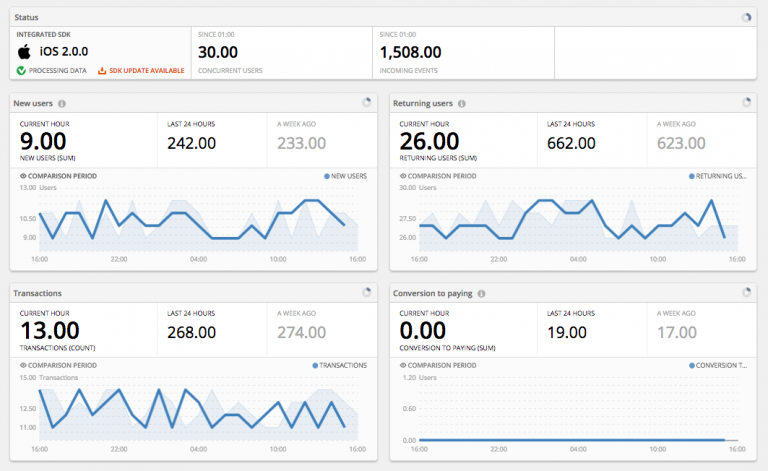 Status
INTEGRATED SDK
iOS 2.0.0
PROCESSING DATA SDK UPDATE AVAILABLE
SINCE 01:00
30.00
CONCURRENT USERS
SINCE 01:00
1,508.00
INCOMING EVENTS
New users
CURRENT HOUR
9.00
NEW USERS (SUM)
LAST 24 HOURS
242.00
A WEEK AGO
233.00
COMPARISON PERIOD NEW USERS
13.00 Users
10.50
9.00
16:00 22:00 04:00 10:00 16:00
Returning users
CURRENT HOUR
26.00
RETURNING USERS (SUM)
LAST 24 HOURS
662.00
A WEEK AGO
623.00
COMPARISON PERIOD RETURNING US...
30.00 Users
27.50
26.00
16:00 22:00 04:00 10:00 16:00
Transactions
CURRENT HOUR
13.00
TRANSACTIONS (COUNT)
LAST 24 HOURS
268.00
A WEEK AGO
274.00
COMPARISON PERIOD TRANSACTIONS
15.00 Transactions
12.50
11.00
16:00 22:00 04:00 10:00 16:00
Conversion to paying
CURRENT HOUR
0.00
CONVERSION TO PAYING (SUM)
LAST 24 HOURS
19.00
A WEEK AGO
17.00
COMPARISON PERIOD CONVERSION T...
1.20 Users
0.60
0.00
16:00 22:00 04:00 10:00 16:00